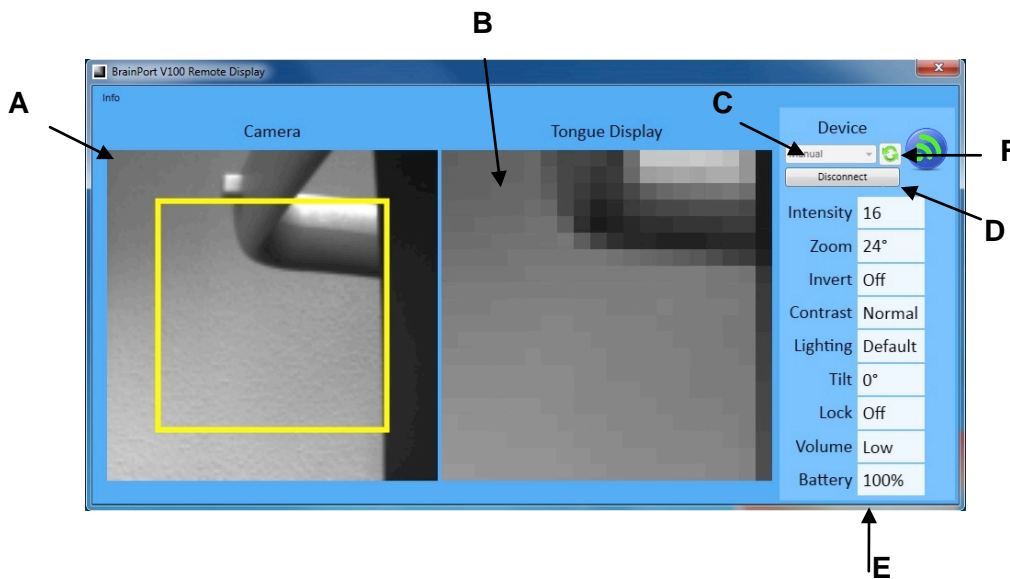 B
BrainPort V100 Remote Display
X
Info
A
C
Camera
Tongue Display
Device
Manual
F
Disconnect
D
Intensity 16
Zoom 24°
Invert Off
Contrast Normal
Lighting Default
Tilt 0°
Lock Off
Volume Low
Battery 100%
E